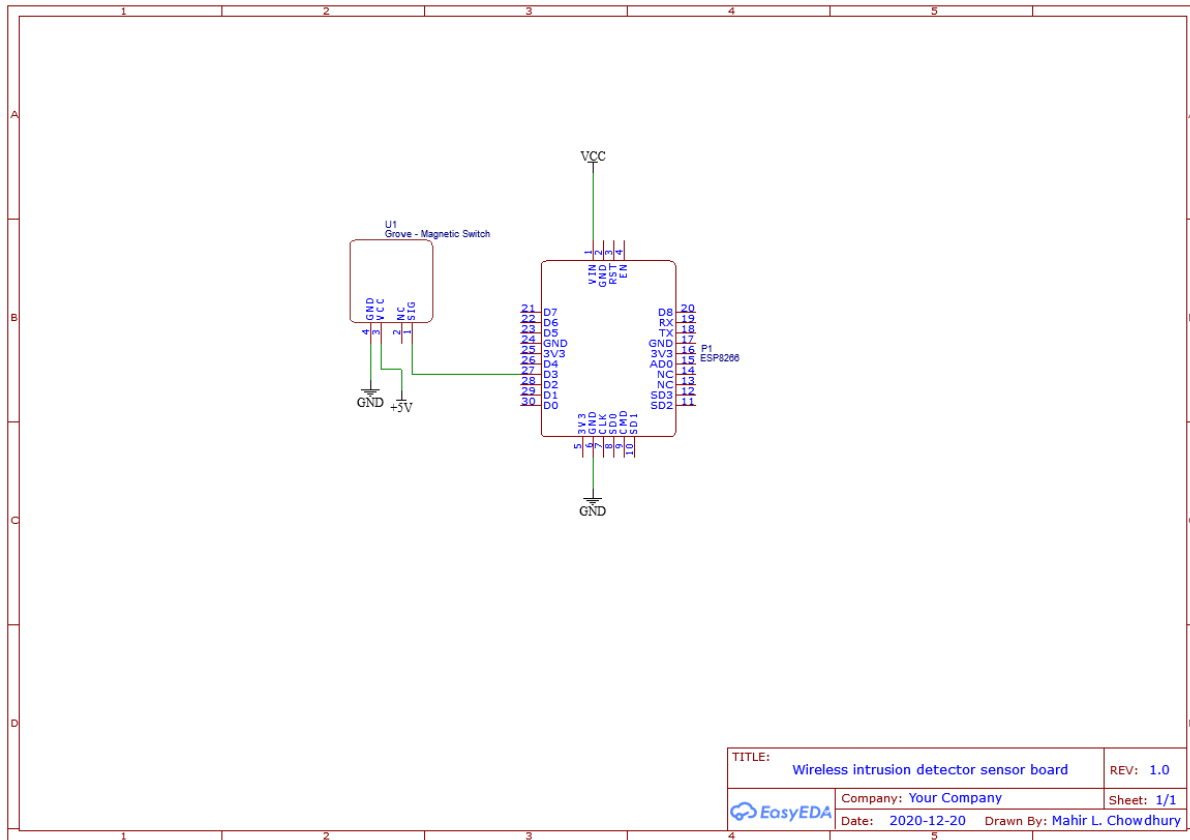 1 2 3 4 5
A
B
C
D
VCC
U1
Grove - Magnetic Switch
GND VCC NC SIG
4 3 2 1
1 2 3 4
VIN GND RST EN
21 D7
22 D6
23 D5
24 GND
25 3V3
26 D4
27 D3
28 D2
29 D1
30 D0
D8 20
RX 19
TX 18
GND 17
3V3 16
AD0 15
NC 14
NC 13
SD3 12
SD2 11
P1
ESP8266
3V3 GND CLK SD0 CMD SD1
5 6 7 8 9 10
GND
+5V
GND
TITLE:
Wireless intrusion detector sensor board
REV: 1.0
EasyEDA
Company: Your Company
Sheet: 1/1
Date: 2020-12-20 Drawn By: Mahir L. Chowdhury
1 2 3 4 5